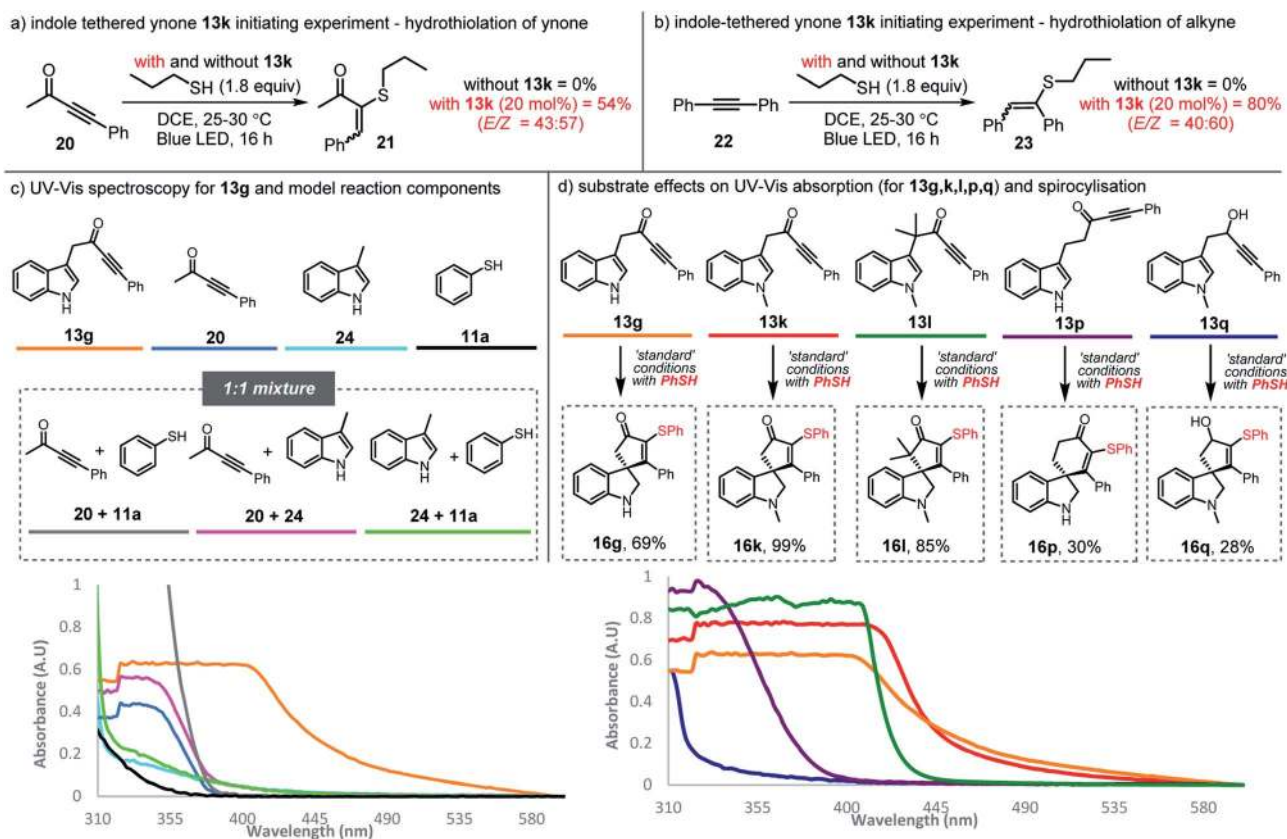 a) indole tethered ynone 13k initiating experiment - hydrothiolation of ynone
O
Ph
20
with and without 13k
SH (1.8 equiv)
DCE, 25-30 °C
Blue LED, 16 h
O
S
Ph
21
without 13k = 0%
with 13k (20 mol%) = 54%
(E/Z = 43:57)
b) indole-tethered ynone 13k initiating experiment - hydrothiolation of alkyne
Ph
Ph
22
with and without 13k
SH (1.8 equiv)
DCE, 25-30 °C
Blue LED, 16 h
S
Ph
Ph
23
without 13k = 0%
with 13k (20 mol%) = 80%
(E/Z = 40:60)
c) UV-Vis spectroscopy for 13g and model reaction components
O
N
H
Ph
13g
O
Ph
20
N
H
24
SH
11a
1:1 mixture
O
Ph
+
SH
O
Ph
+
N
H
N
H
+
SH
20 + 11a
20 + 24
24 + 11a
Absorbance (A.U)
1
0.8
0.6
0.4
0.2
0
310
355
400
445
490
535
580
Wavelength (nm)
d) substrate effects on UV-Vis absorption (for 13g,k,l,p,q) and spirocylisation
O
Ph
N
H
13g
O
Ph
N
13k
O
Ph
N
13l
O
Ph
N
H
13p
OH
Ph
N
13q
'standard'
conditions
with PhSH
'standard'
conditions
with PhSH
'standard'
conditions
with PhSH
'standard'
conditions
with PhSH
'standard'
conditions
with PhSH
O
SPh
Ph
N
H
16g, 69%
O
SPh
Ph
N
16k, 99%
O
SPh
Ph
N
16l, 85%
O
SPh
Ph
N
H
16p, 30%
HO
SPh
Ph
N
16q, 28%
Absorbance (A.U)
1
0.8
0.6
0.4
0.2
0
310
355
400
445
490
535
580
Wavelength (nm)